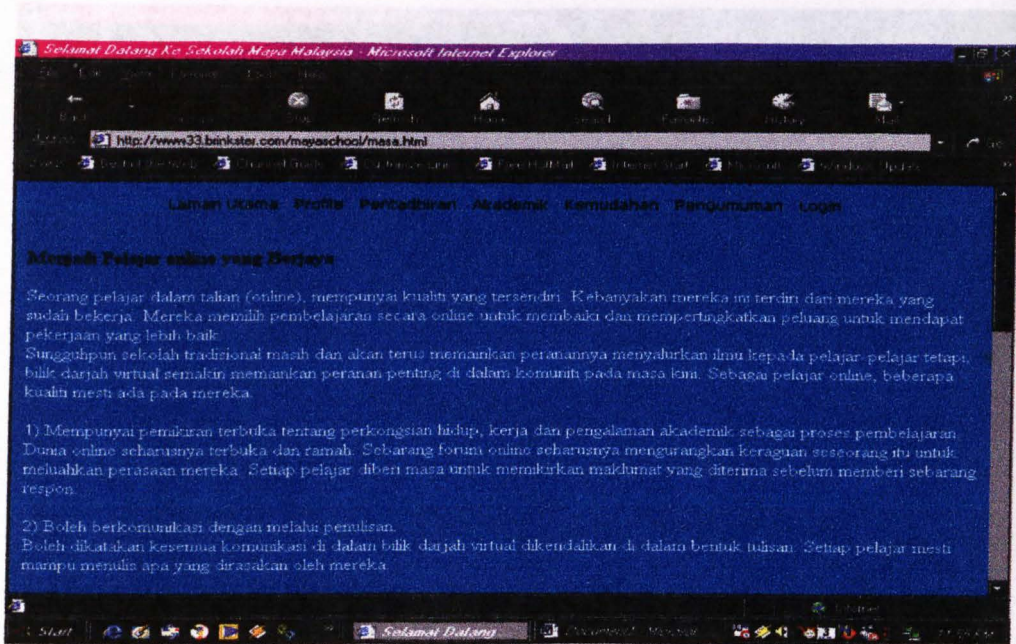 Selamat Datang Ke Sekolah Maya Malaysia - Microsoft Internet Explorer
Stop Refresh Home Search Favorites History Mail
http://www33.brinkster.com/mayaschool/masa.html
Laman Utama Profile Pentadbiran Akademik Kemudahan Pengumuman Login
Menjadi Pelajar online yang Berjaya
Seorang pelajar dalam talian (online), mempunyai kualiti yang tersendiri. Kebanyakan mereka ini terdiri dari mereka yang
sudah bekerja. Mereka memilih pembelajaran secara online untuk membaiki dan mempertingkatkan peluang untuk mendapat
pekerjaan yang lebih baik.
Sungguhpun sekolah tradisional masih dan akan terus memainkan peranannya menyalurkan ilmu kepada pelajar-pelajar tetapi,
bilik darjah virtual semakin memainkan peranan penting di dalam komuniti pada masa kini. Sebagai pelajar online, beberapa
kualiti mesti ada pada mereka.
1) Mempunyai pemikiran terbuka tentang perkongsian hidup, kerja dan pengalaman akademik sebagai proses pembelajaran.
Dunia online seharusnya terbuka dan ramah. Sebarang forum online seharusnya mengurangkan keraguan seseorang itu untuk
meluahkan perasaan mereka. Setiap pelajar diberi masa untuk memikirkan maklumat yang diterima sebelum memberi sebarang
respon.
2) Boleh berkomunikasi dengan melalui penulisan.
Boleh dikatakan kesemua komunikasi di dalam bilik darjah virtual dikendalikan di dalam bentuk tulisan. Setiap pelajar mesti
mampu menulis apa yang dirasakan oleh mereka.
Internet
Start Selamat Datang